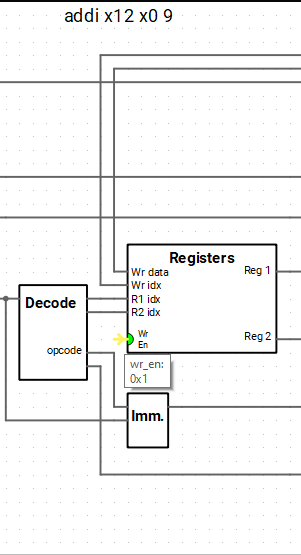 addi x12 x0 9
Registers
Wr data
Reg 1
Wr idx
Decode
R1 idx
R2 idx
Wr
En
Reg 2
opcode
wr_en:
0x1
Imm.